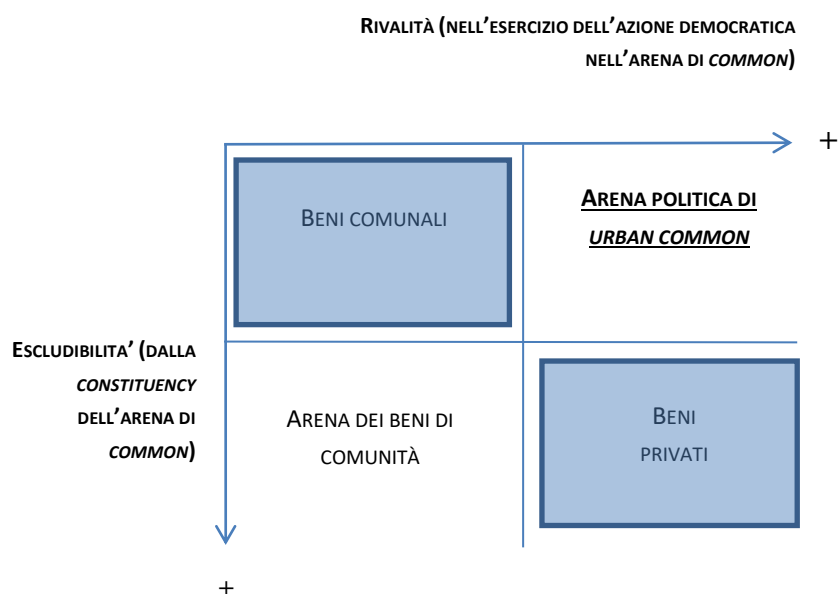 RIVALITÀ (NELL'ESERCIZIO DELL'AZIONE DEMOCRATICA
NELL'ARENA DI COMMON)
+
BENI COMUNALI
ARENA POLITICA DI
URBAN COMMON
ESCLUDIBILITA' (DALLA
CONSTITUENCY
DELL'ARENA DI
COMMON)
ARENA DEI BENI DI
COMUNITÀ
BENI
PRIVATI
+